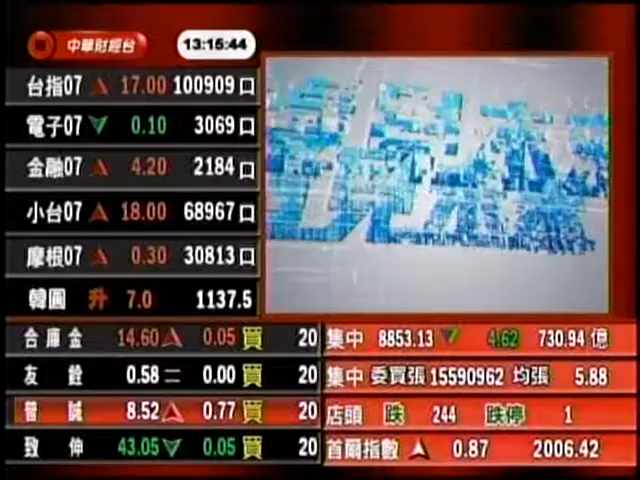 中華財經台 13:15:44
台指07 ▲ 17.00 100909口
電子07 ▼ 0.10 3069口
金融07 ▲ 4.20 2184口
小台07 ▲ 18.00 68967口
摩根07 ▲ 0.30 30813口
韓圓 升 7.0 1137.5
合庫金 14.60 ▲ 0.05 買 20
友銓 0.58 = 0.00 買 20
普誠 8.52 ▲ 0.77 買 20
致伸 43.05 ▼ 0.05 買 20
集中 8853.13 ▼ 4.62 730.94 億
集中 委買張 15590962 均張 5.88
店頭 跌 244 跌停 1
首爾指數 ▲ 0.87 2006.42